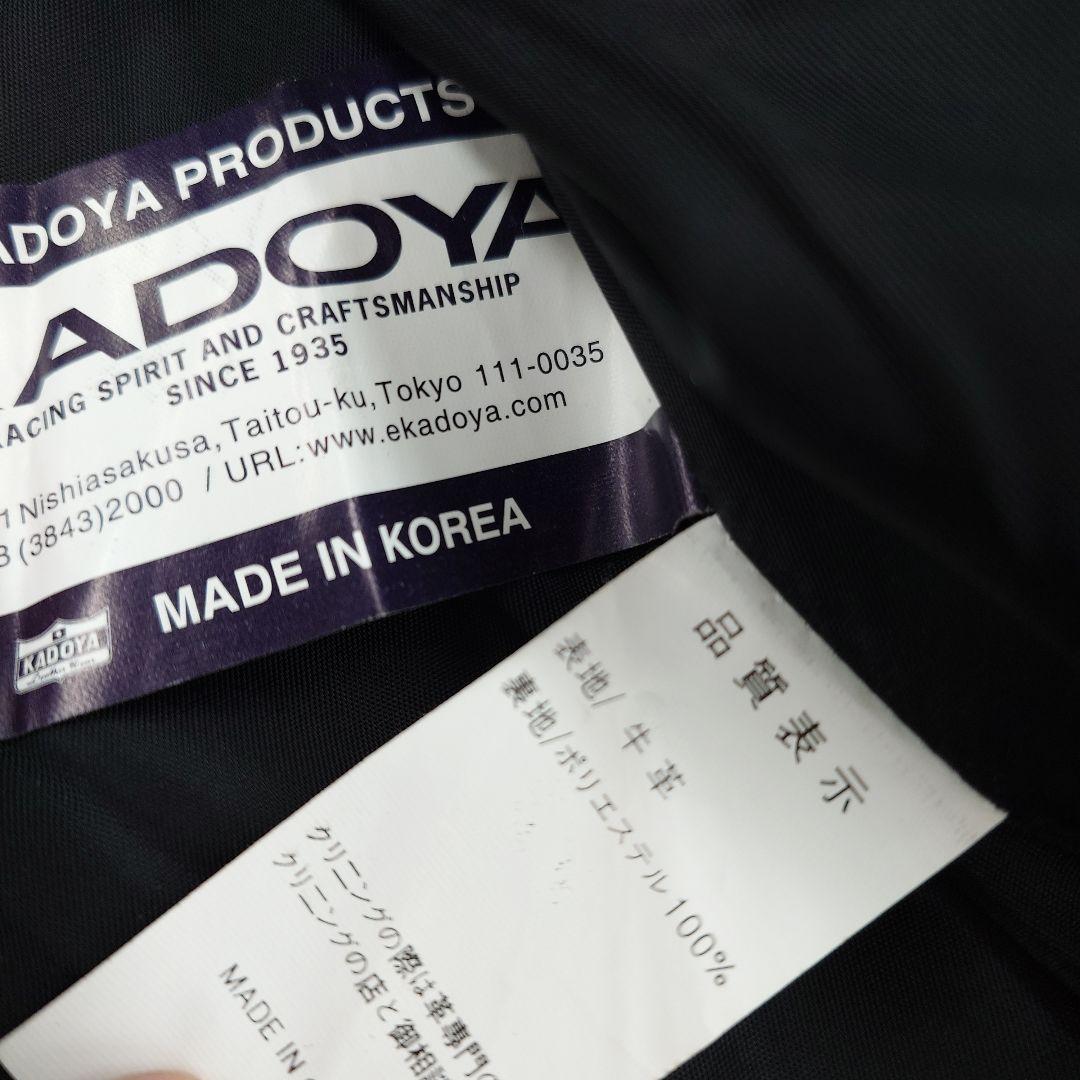 ADOYA PRODUCTS
ADOYA
RACING SPIRIT AND CRAFTSMANSHIP
SINCE 1935
Nishiasakusa,Taitou-ku,Tokyo 111-0035
(3843)2000 / URL:www.ekadoya.com
MADE IN KOREA
KADOYA
Leather Wear
品質表示
表地/ 牛革
裏地/ポリエステル100%
クリニングの際は革専門の
クリニングの店と御相談
MADE IN